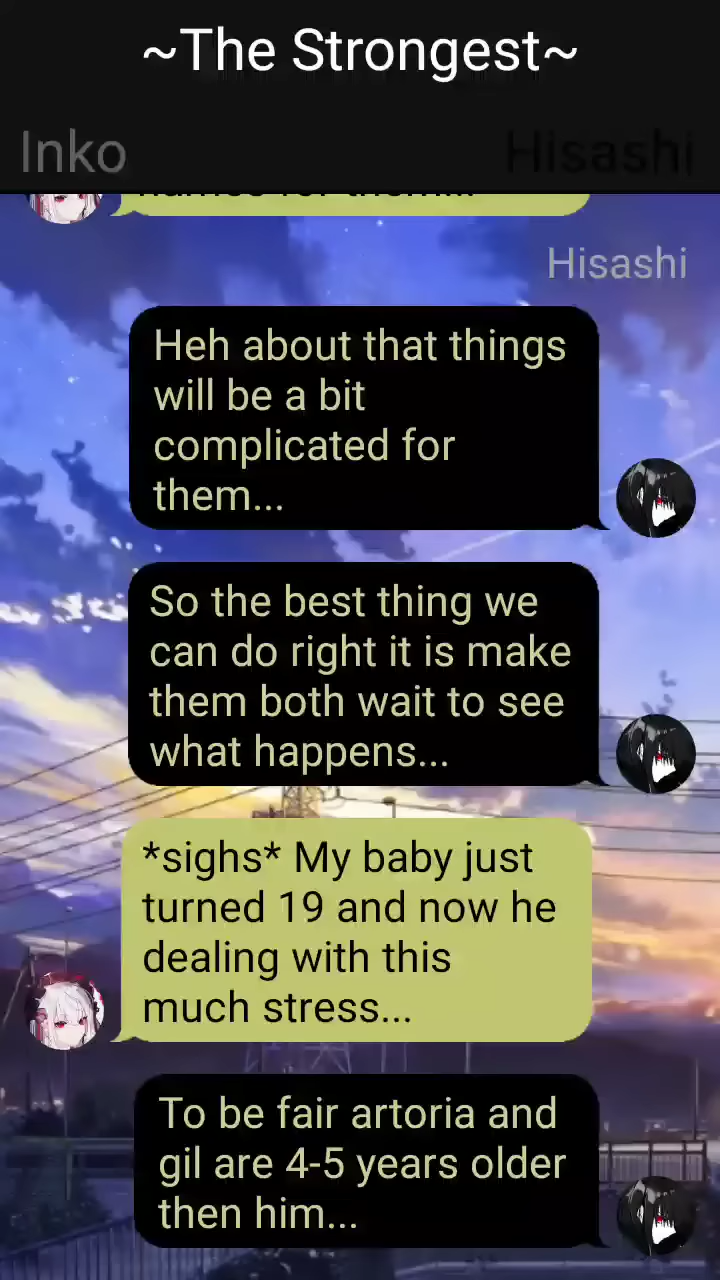 ~The Strongest~
Inko
Hisashi
names for them...
Hisashi
Heh about that things
will be a bit
complicated for
them...
So the best thing we
can do right it is make
them both wait to see
what happens...
*sighs* My baby just
turned 19 and now he
dealing with this
much stress...
To be fair artoria and
gil are 4-5 years older
then him...